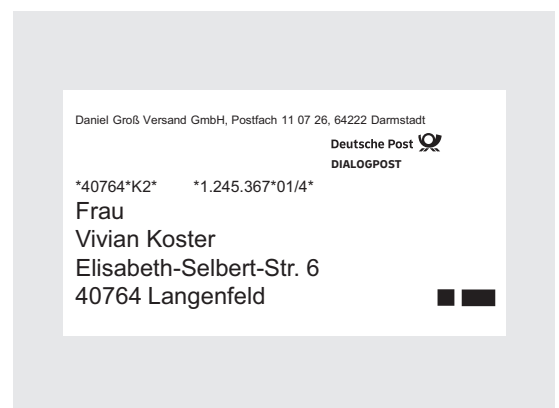 Daniel Groß Versand GmbH, Postfach 11 07 26, 64222 Darmstadt
Deutsche Post
DIALOGPOST
*40764*K2* *1.245.367*01/4*
Frau
Vivian Koster
Elisabeth-Selbert-Str. 6
40764 Langenfeld